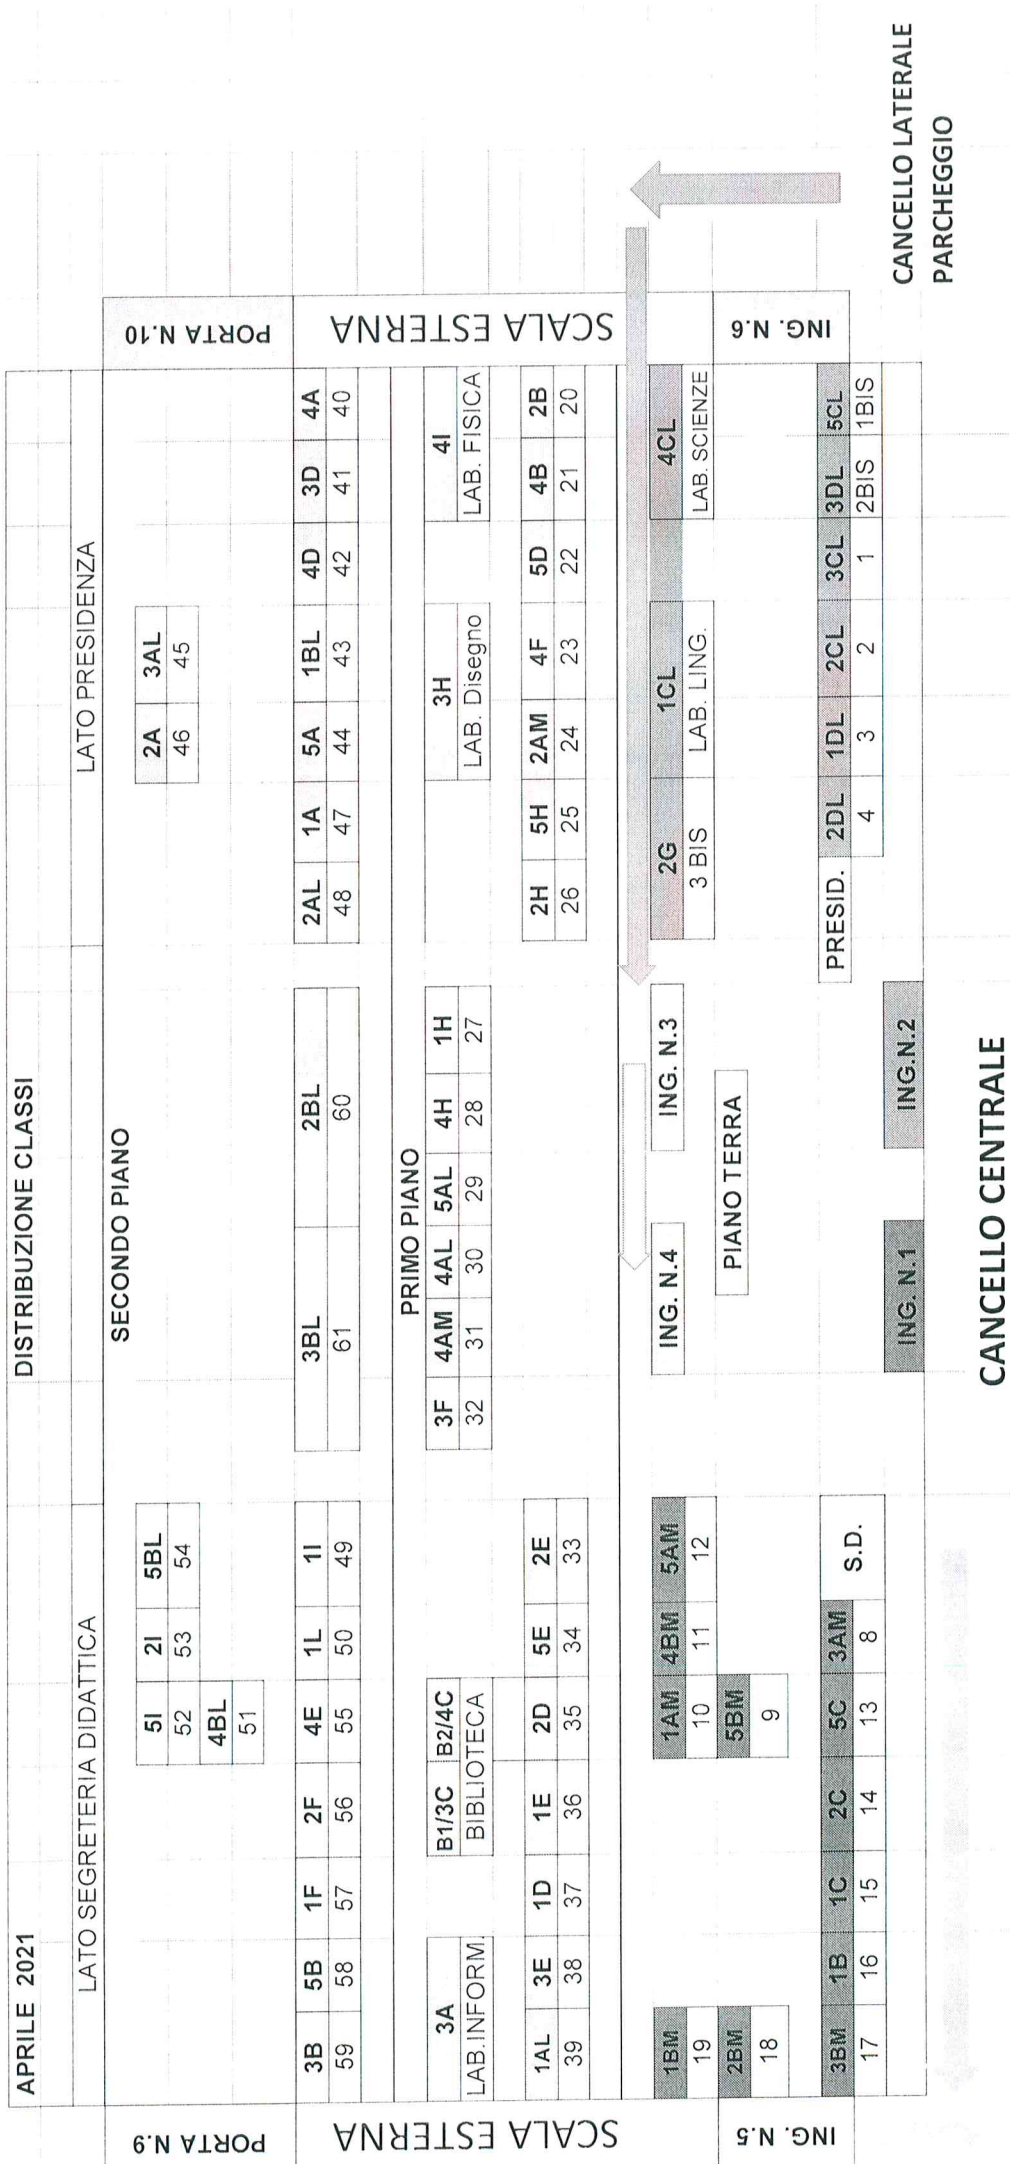 APRILE 2021 DISTRIBUZIONE CLASSI
LATO SEGRETERIA DIDATTICA LATO PRESIDENZA
SECONDO PIANO
PORTA N.9
PORTA N.10
5I 2I 5BL 2A 3AL
52 53 54 46 45
4BL
51
3B 5B 1F 2F 4E 1L 1I 3BL 2BL 2AL 1A 5A 1BL 4D 3D 4A
59 58 57 56 55 50 49 61 60 48 47 44 43 42 41 40
SCALA ESTERNA
SCALA ESTERNA
PRIMO PIANO
3A B1/3C B2/4C 3F 4AM 4AL 5AL 4H 1H 3H 4I
LAB.INFORM. BIBLIOTECA 32 31 30 29 28 27 LAB. Disegno LAB. FISICA
1AL 3E 1D 1E 2D 5E 2E 2H 5H 2AM 4F 5D 4B 2B
39 38 37 36 35 34 33 26 25 24 23 22 21 20
1BM 1AM 4BM 5AM ING. N.4 ING. N.3 2G 1CL 4CL
19 10 11 12 3 BIS LAB. LING. LAB. SCIENZE
2BM 5BM PIANO TERRA
18 9
ING. N.5
ING. N.6
3BM 1B 1C 2C 5C 3AM S.D. PRESID. 2DL 1DL 2CL 3CL 3DL 5CL
17 16 15 14 13 8 4 3 2 1 2BIS 1BIS
ING. N.1 ING.N.2
CANCELLO CENTRALE
CANCELLO LATERALE
PARCHEGGIO